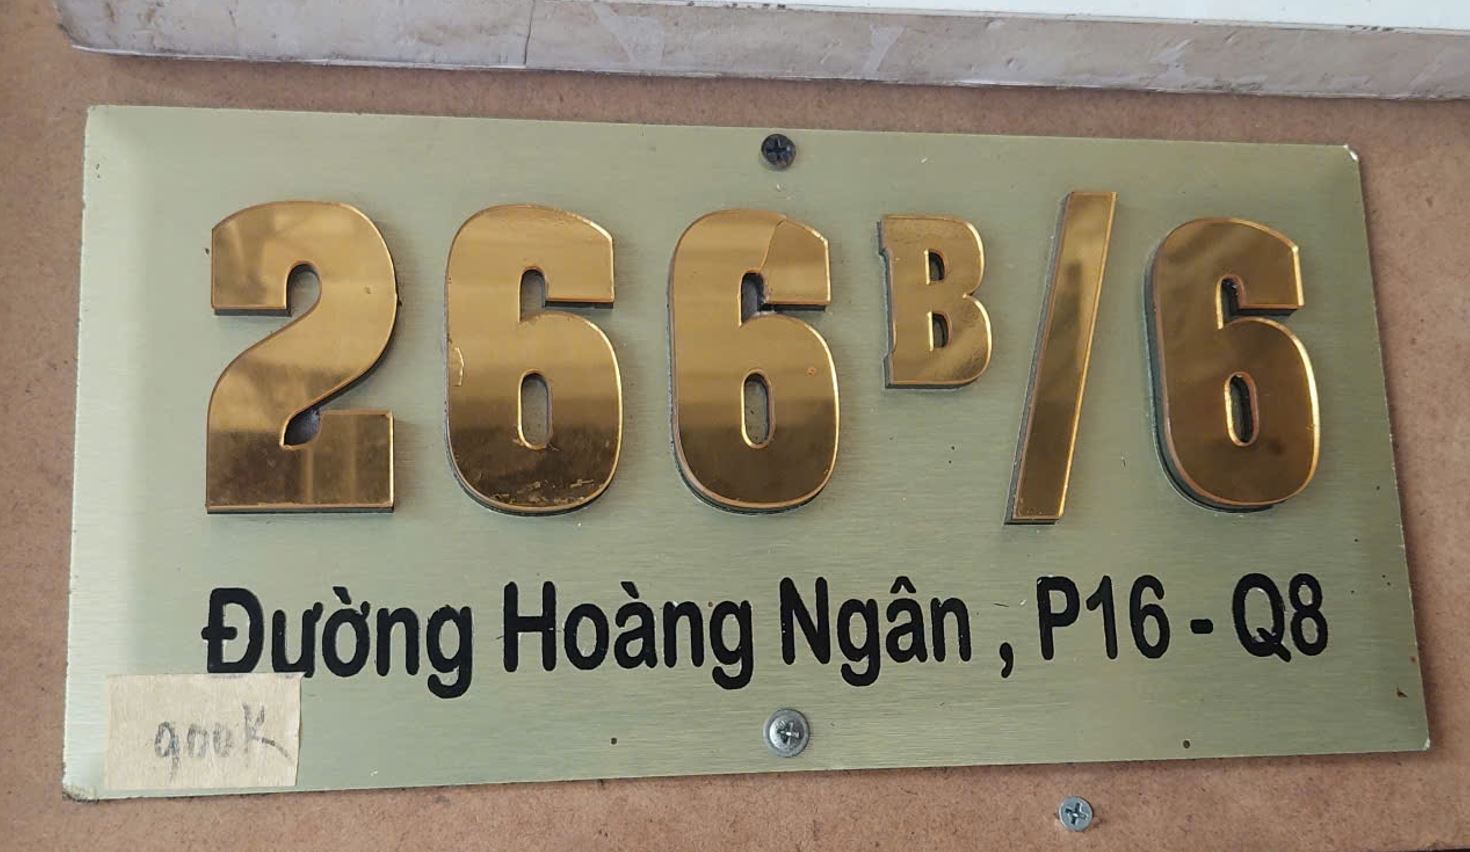 266B/6
Đường Hoàng Ngân , P16 - Q8
900K